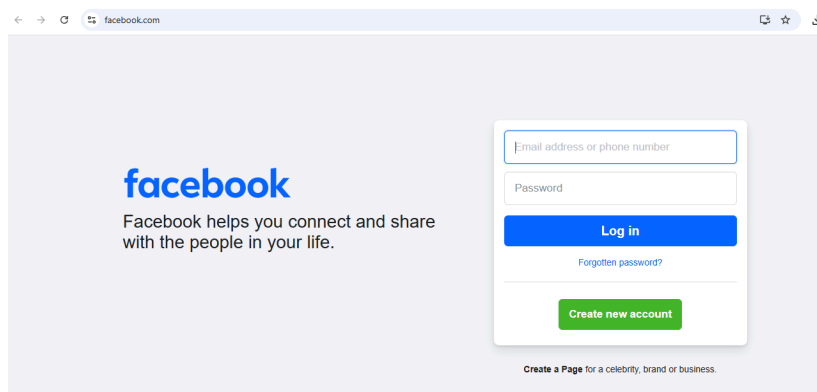 facebook.com
facebook
Facebook helps you connect and share
with the people in your life.
Email address or phone number
Password
Log in
Forgotten password?
Create new account
Create a Page for a celebrity, brand or business.